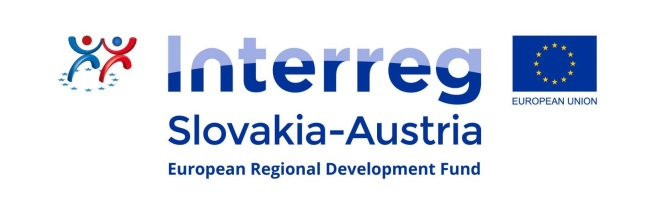 Interreg
EUROPEAN UNION
Slovakia-Austria
European Regional Development Fund